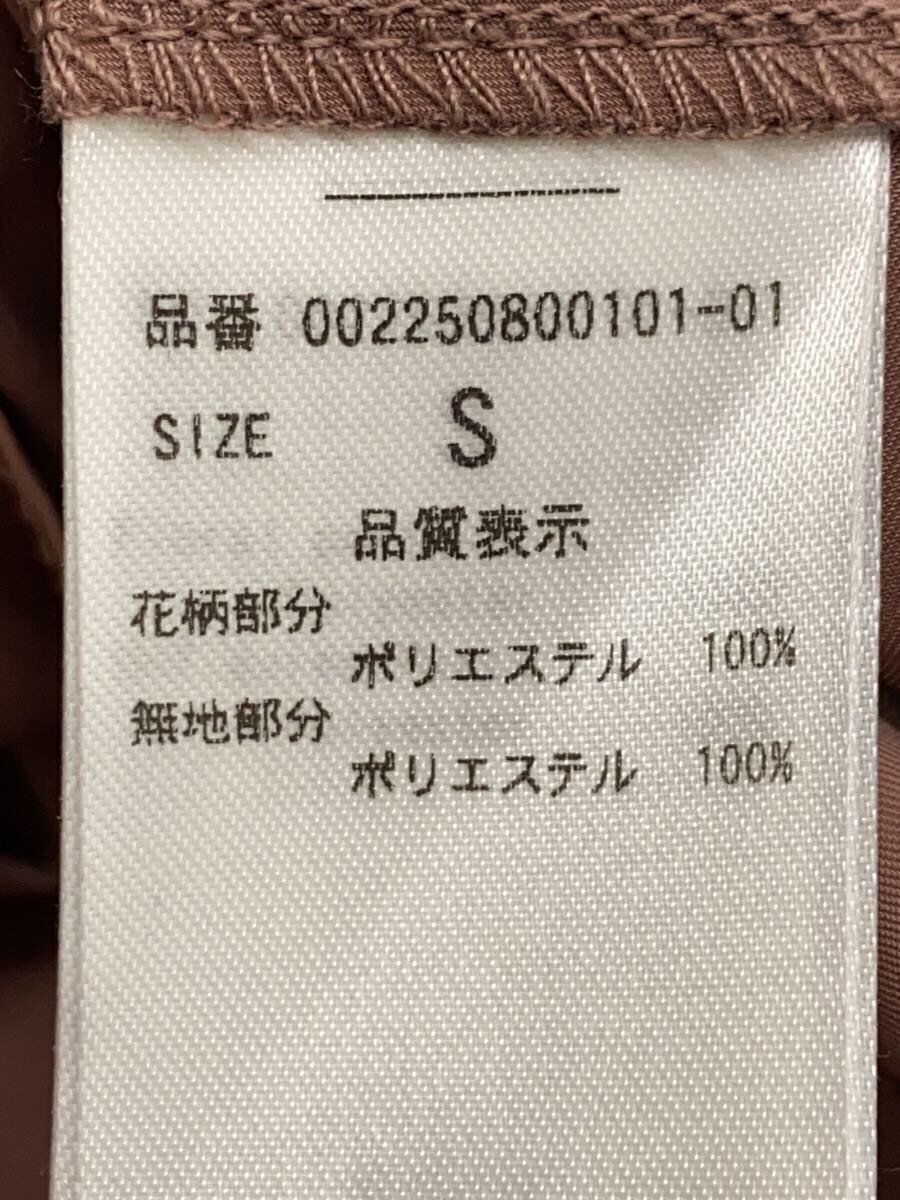 品番 002250800101-01
SIZE S
品質表示
花柄部分
ポリエステル 100%
無地部分
ポリエステル 100%